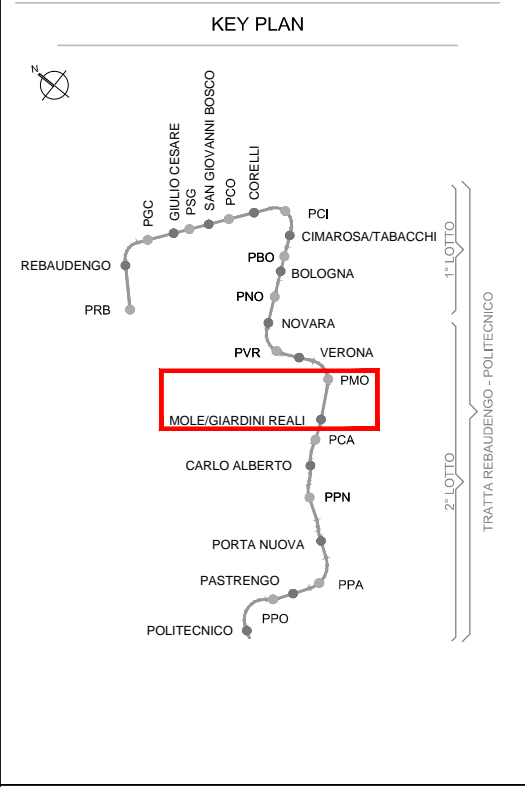 KEY PLAN
N
PGC
GIULIO CESARE
PSG
SAN GIOVANNI BOSCO
PCO
CORELLI
PCI
CIMAROSA/TABACCHI
REBAUDENGO
PBO
BOLOGNA
PNO
PRB
NOVARA
PVR
VERONA
PMO
MOLE/GIARDINI REALI
PCA
CARLO ALBERTO
PPN
PORTA NUOVA
PASTRENGO
PPA
PPO
POLITECNICO
1° LOTTO
2° LOTTO
TRATTA REBAUDENGO - POLITECNICO